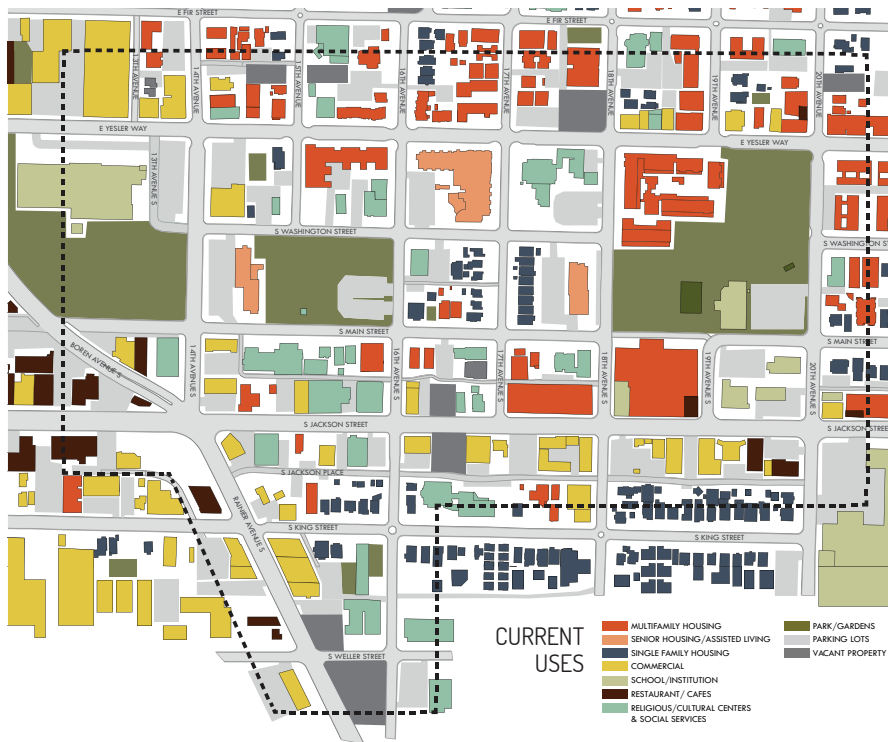 E FIR STREET
E FIR STREET
13TH AVENUE
14TH AVENUE
15TH AVENUE
16TH AVENUE
17TH AVENUE
18TH AVENUE
19TH AVENUE
20TH AVENUE
E YESLER WAY
E YESLER WAY
13TH AVENUE S
S WASHINGTON STREET
S WASHINGTON ST
S MAIN STREET
S MAIN STREET
BOREN AVENUE S
14TH AVENUE S
16TH AVENUE S
17TH AVENUE S
18TH AVENUE S
19TH AVENUE S
20TH AVENUE S
S JACKSON STREET
S JACKSON STREE
S JACKSON PLACE
RAINIER AVENUE S
S KING STREET
S KING STREET
S WELLER STREET
CURRENT
USES
MULTIFAMILY HOUSING
SENIOR HOUSING/ASSISTED LIVING
SINGLE FAMILY HOUSING
COMMERCIAL
SCHOOL/INSTITUTION
RESTAURANT/ CAFES
RELIGIOUS/CULTURAL CENTERS
& SOCIAL SERVICES
PARK/GARDENS
PARKING LOTS
VACANT PROPERTY